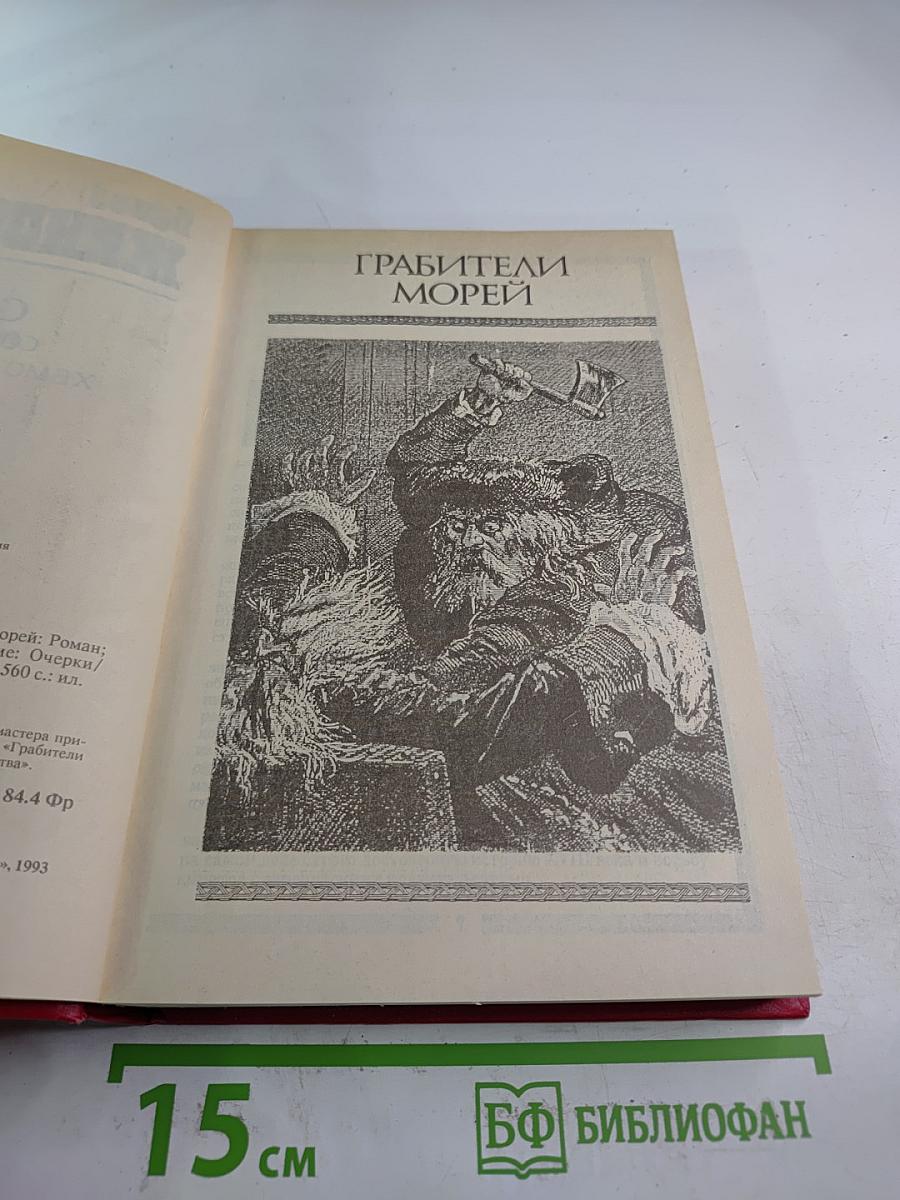 ия
орей: Роман;
ие: Очерки/
560 с.: ил.
мастера при-
«Грабители
тва».
84.4 Фр
», 1993
ГРАБИТЕЛИ
МОРЕЙ
15 см
БФ БИБЛИОФАН